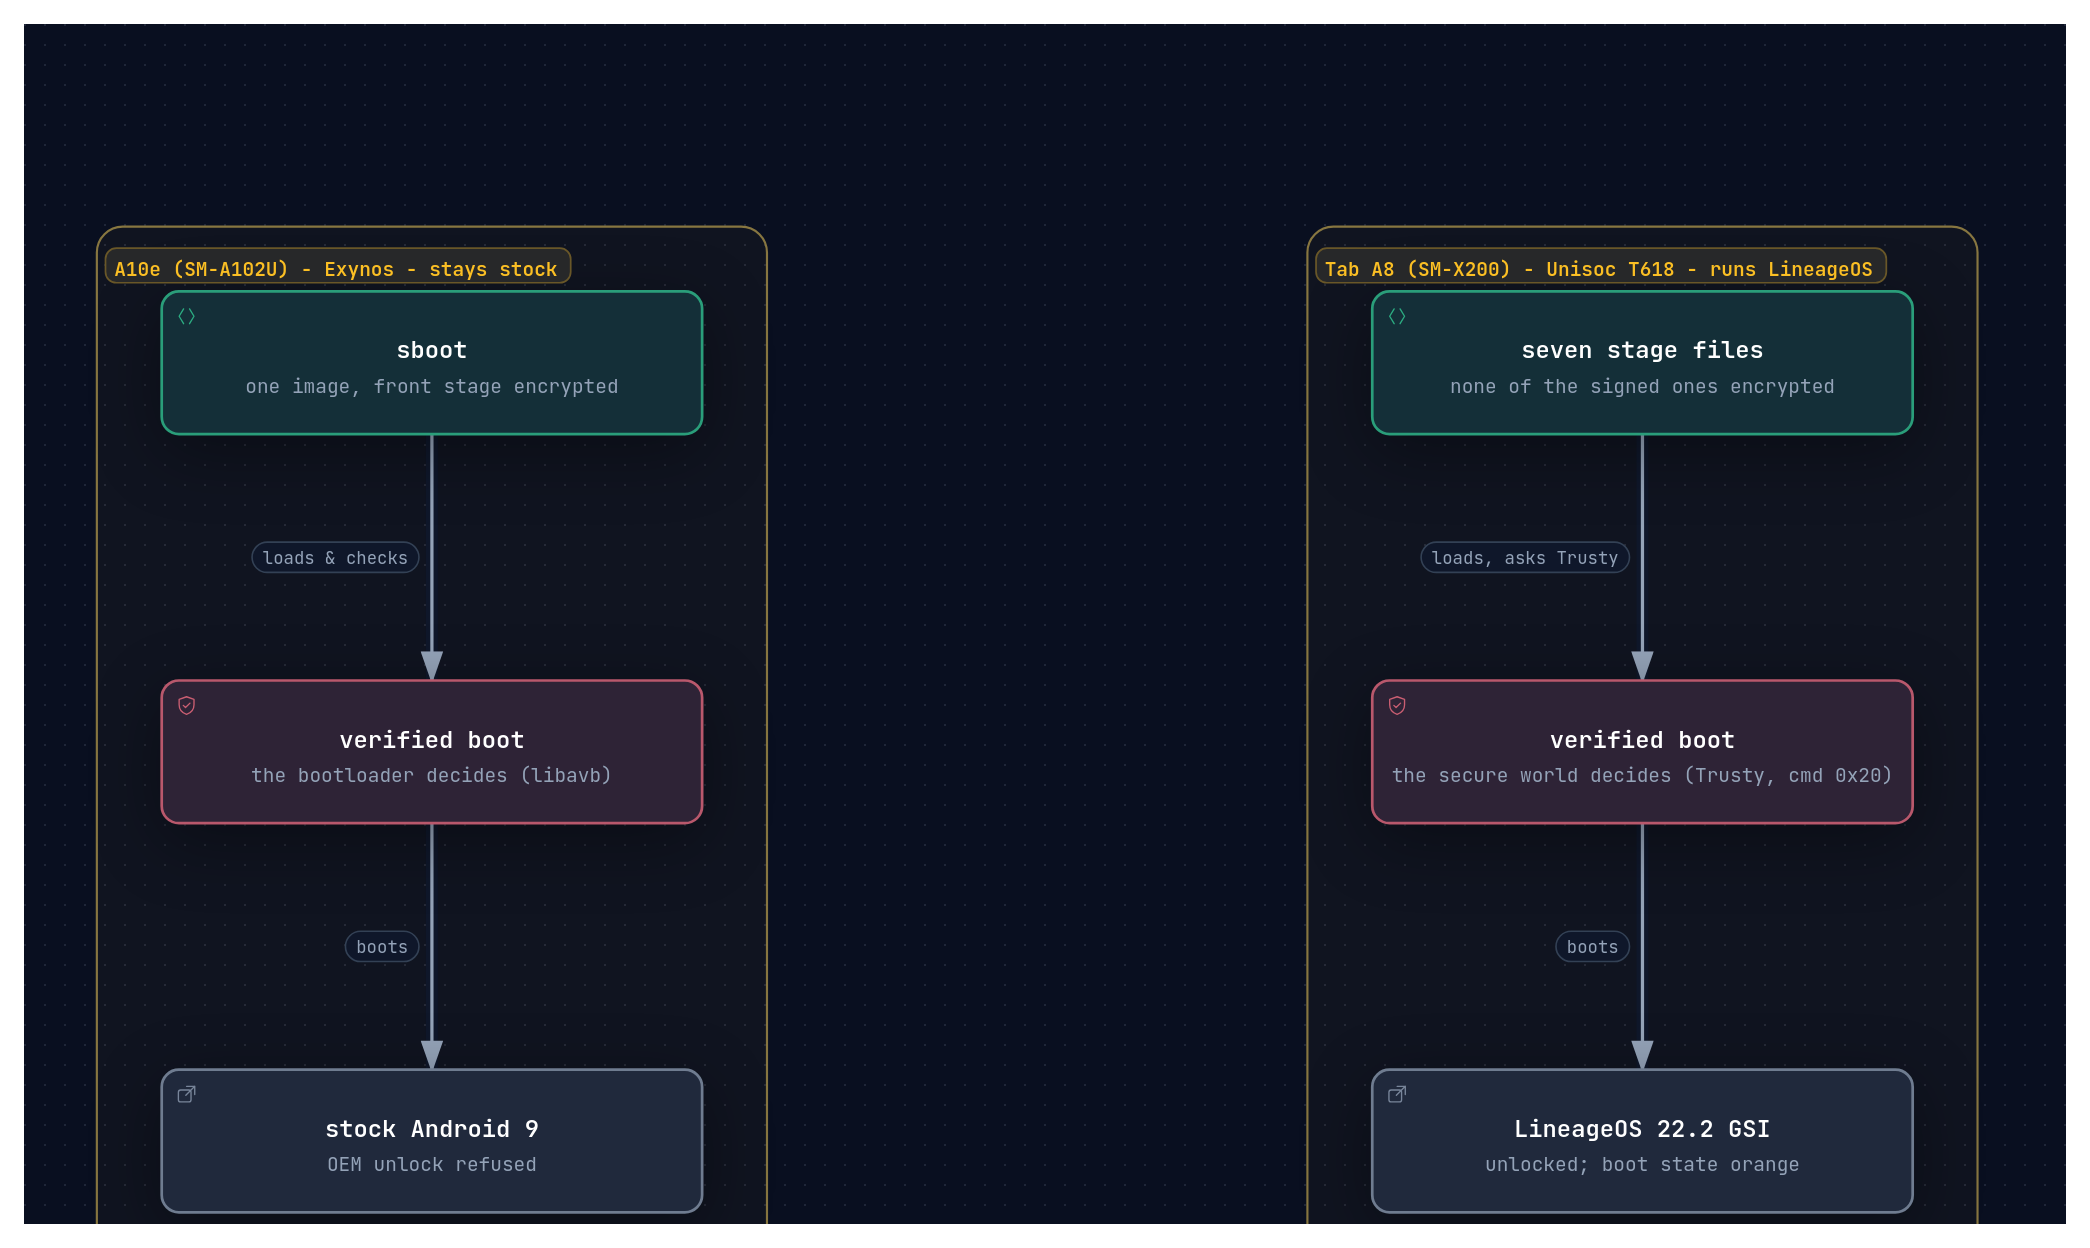 A10e (SM-A102U) - Exynos - stays stock
sboot
one image, front stage encrypted
loads & checks
verified boot
the bootloader decides (libavb)
boots
stock Android 9
OEM unlock refused
Tab A8 (SM-X200) - Unisoc T618 - runs LineageOS
seven stage files
none of the signed ones encrypted
loads, asks Trusty
verified boot
the secure world decides (Trusty, cmd 0x20)
boots
LineageOS 22.2 GSI
unlocked; boot state orange